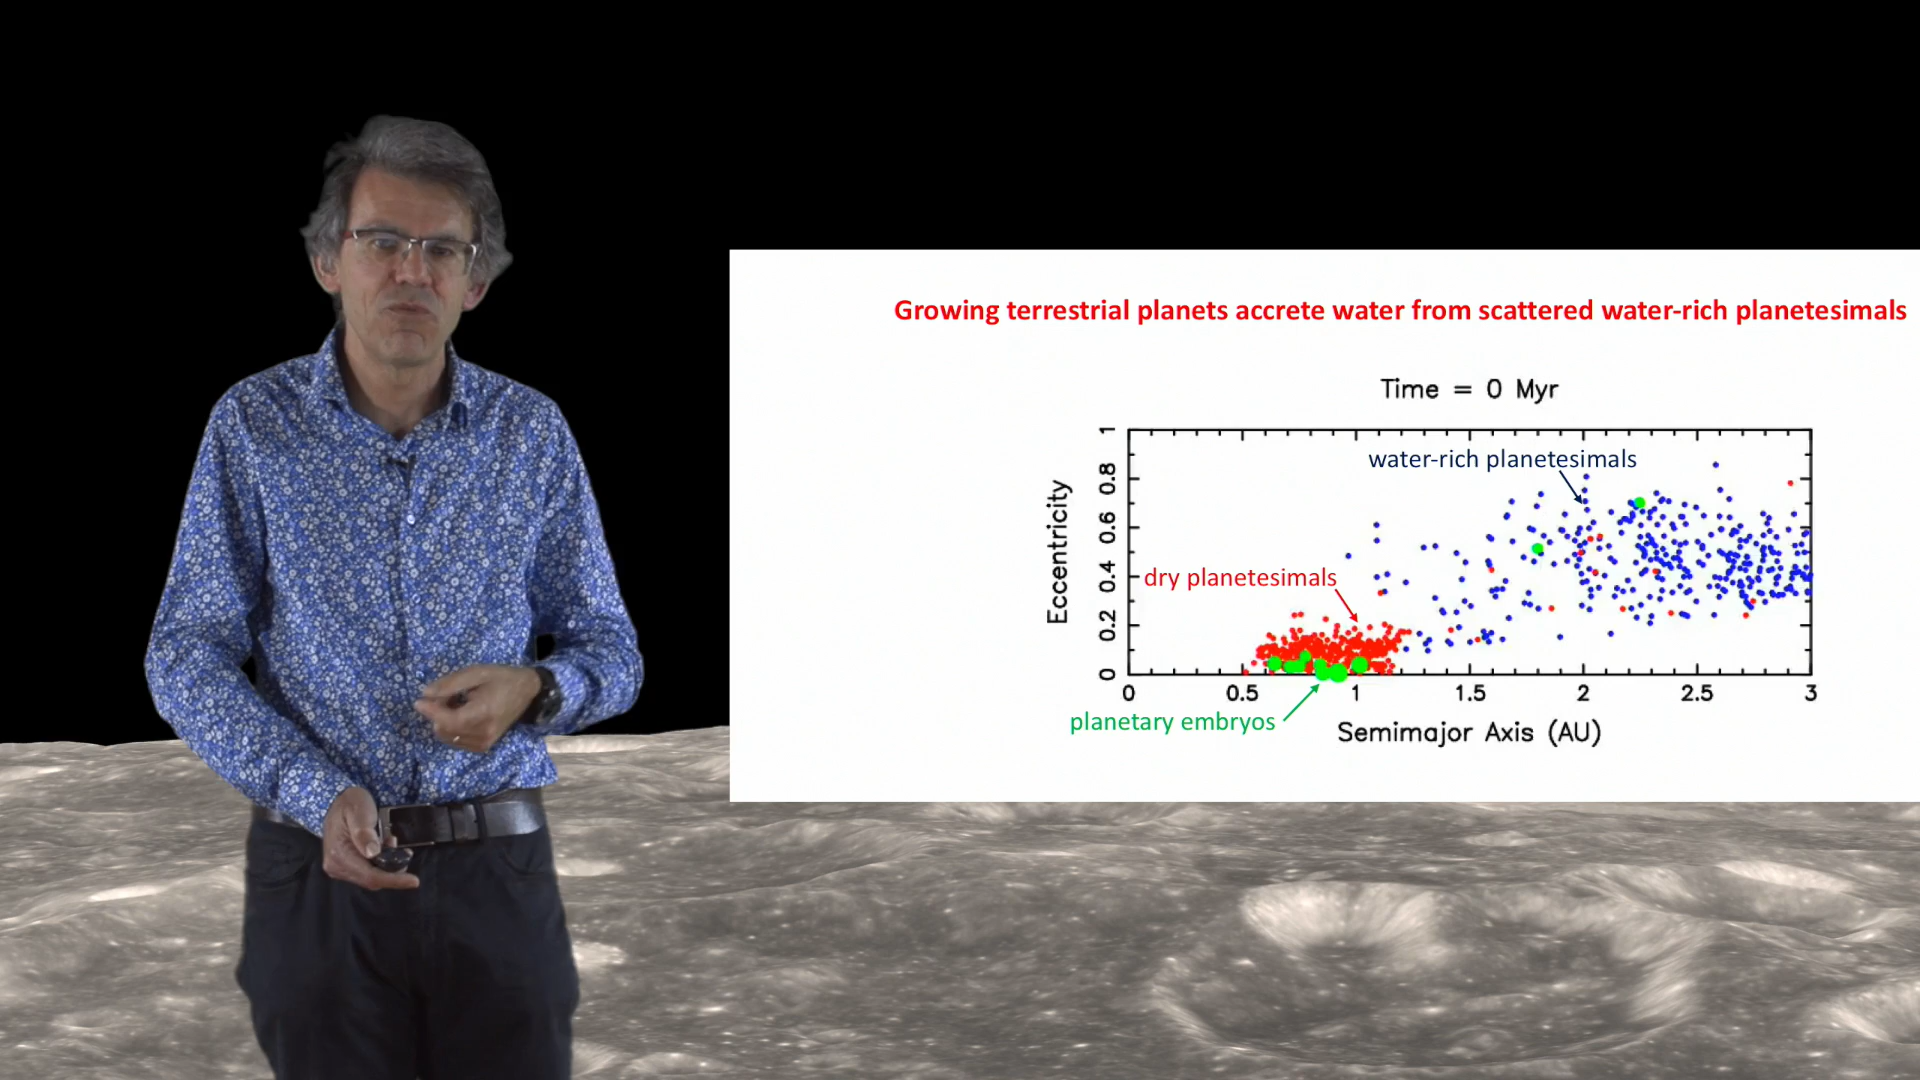 Growing terrestrial planets accrete water from scattered water-rich planetesimals
Time = 0 Myr
water-rich planetesimals
dry planetesimals
planetary embryos
Eccentricity
1
0.8
0.6
0.4
0.2
0
0 0.5 1 1.5 2 2.5 3
Semimajor Axis (AU)